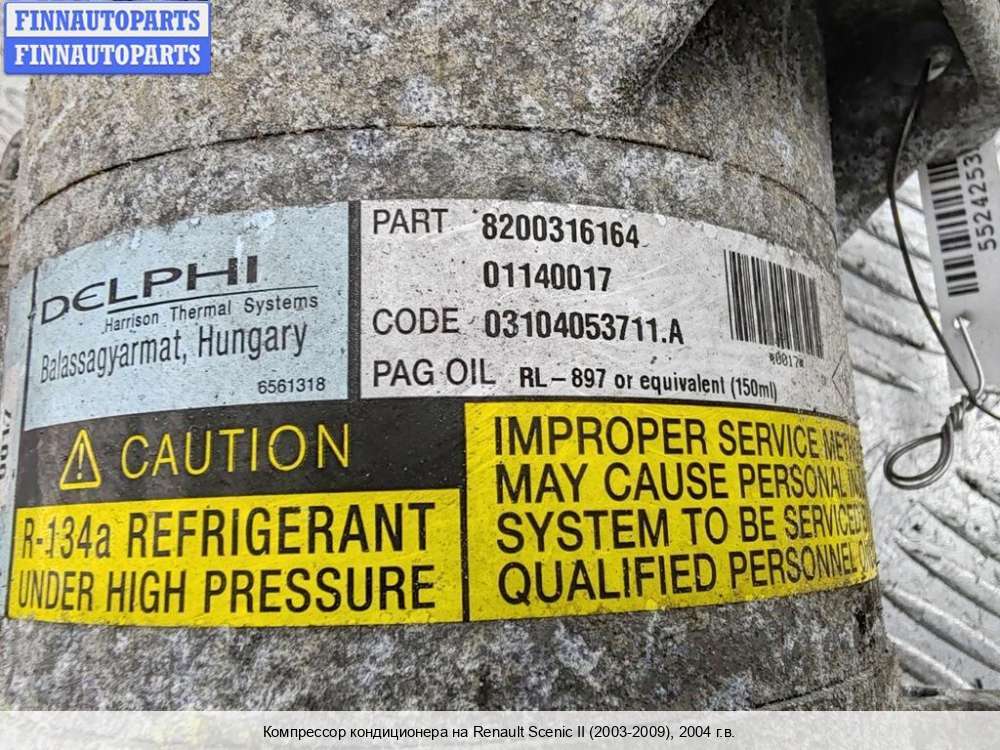 FINNAUTOPARTS
FINNAUTOPARTS
DELPHI
Harrison Thermal Systems
Balassagyarmat, Hungary
6561318
PART 8200316164
01140017
CODE 03104053711.A
PAG OIL RL-897 or equivalent (150ml)
CAUTION
R-134a REFRIGERANT
UNDER HIGH PRESSURE
IMPROPER SERVICE
MAY CAUSE PERSONAL
SYSTEM TO BE SERVICED
QUALIFIED PERSONNEL
5524253
Компрессор кондиционера на Renault Scenic II (2003-2009), 2004 г.в.